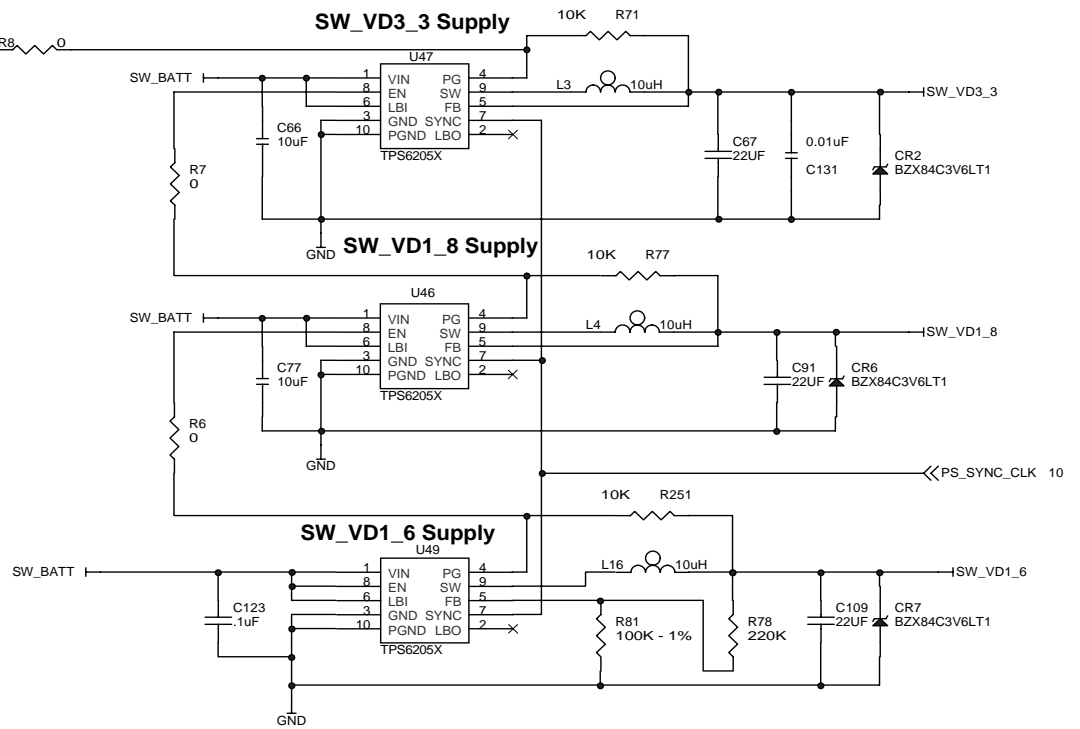 SW_VD3_3 Supply
10K R71
R8 0
U47
SW_BATT
1 VIN PG 4
8 EN SW 9
6 LBI FB 5
3 GND SYNC 7
10 PGND LBO 2
TPS6205X
L3 10uH
SW_VD3_3
C66
10uF
C67
22UF
0.01uF
C131
CR2
BZX84C3V6LT1
R7
0
GND
SW_VD1_8 Supply
10K R77
U46
SW_BATT
1 VIN PG 4
8 EN SW 9
6 LBI FB 5
3 GND SYNC 7
10 PGND LBO 2
TPS6205X
L4 10uH
SW_VD1_8
C77
10uF
C91
22UF
CR6
BZX84C3V6LT1
R6
0
GND
PS_SYNC_CLK 10
10K R251
SW_VD1_6 Supply
U49
SW_BATT
1 VIN PG 4
8 EN SW 9
6 LBI FB 5
3 GND SYNC 7
10 PGND LBO 2
TPS6205X
L16 10uH
SW_VD1_6
C123
.1uF
R81
100K - 1%
R78
220K
C109
22UF
CR7
BZX84C3V6LT1
GND